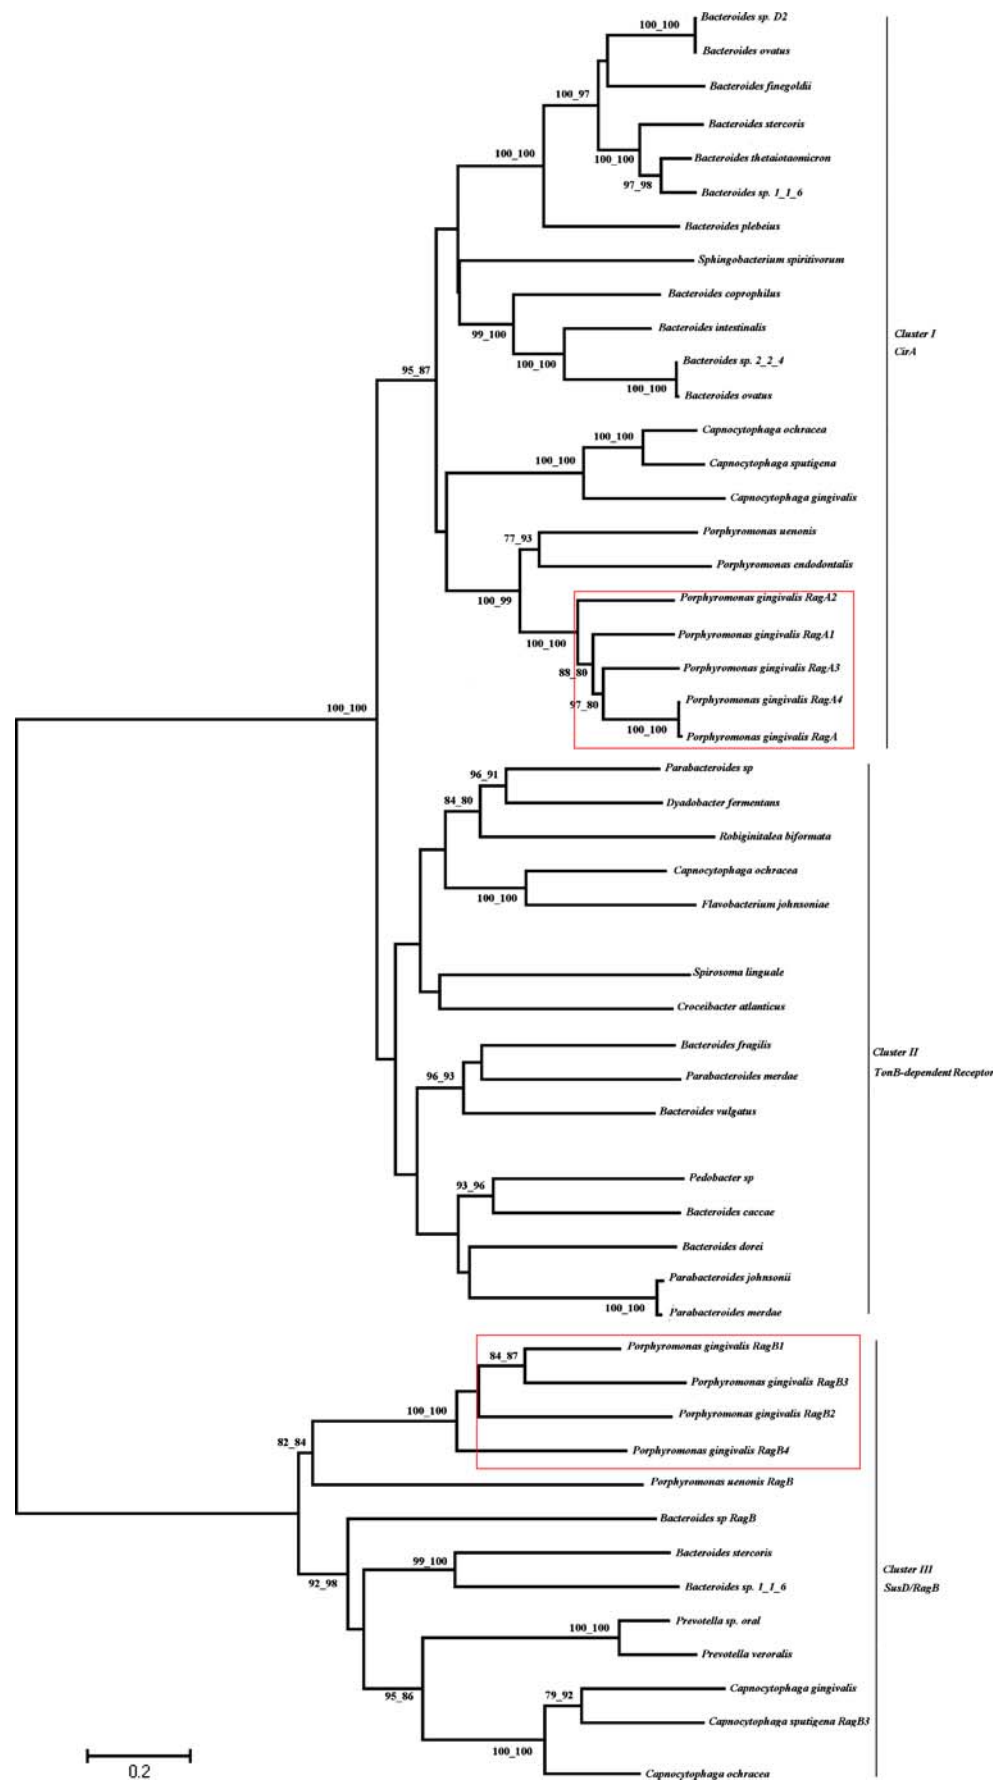 Bacteroides sp. D2
100_100
Bacteroides ovatus
Bacteroides finegoldii
100_97
Bacteroides stercoris
100_100
100_100
Bacteroides thetaiotaomicron
97_98
Bacteroides sp. 1_1_6
Bacteroides plebeius
Sphingobacterium spiritivorum
Bacteroides coprophilus
99_100
Bacteroides intestinalis
Cluster I
CirA
100_100
Bacteroides sp. 2_2_4
95_87
100_100
Bacteroides ovatus
Capnocytophaga ochracea
100_100
100_100
Capnocytophaga sputigena
Capnocytophaga gingivalis
Porphyromonas uenonis
77_93
Porphyromonas endodontalis
100_99
Porphyromonas gingivalis RagA2
100_100
Porphyromonas gingivalis RagA1
88_80
Porphyromonas gingivalis RagA3
97_80
Porphyromonas gingivalis RagA4
100_100
100_100
Porphyromonas gingivalis RagA
Parabacteroides sp
96_91
84_80
Dyadobacter fermentans
Robiginitalea biformata
Capnocytophaga ochracea
100_100
Flavobacterium johnsoniae
Spirosoma linguale
Croceibacter atlanticus
Bacteroides fragilis
Cluster II
TonB-dependent Receptor
96_93
Parabacteroides merdae
Bacteroides vulgatus
Pedobacter sp
93_96
Bacteroides caccae
Bacteroides dorei
Parabacteroides johnsonii
100_100
Parabacteroides merdae
Porphyromonas gingivalis RagB1
84_87
Porphyromonas gingivalis RagB3
100_100
Porphyromonas gingivalis RagB2
82_84
Porphyromonas gingivalis RagB4
Porphyromonas uenonis RagB
Bacteroides sp RagB
99_100
Bacteroides stercoris
Cluster III
SusD/RagB
92_98
Bacteroides sp. 1_1_6
Prevotella sp. oral
100_100
Prevotella veroralis
95_86
Capnocytophaga gingivalis
79_92
Capnocytophaga sputigena RagB3
100_100
Capnocytophaga ochracea
0.2